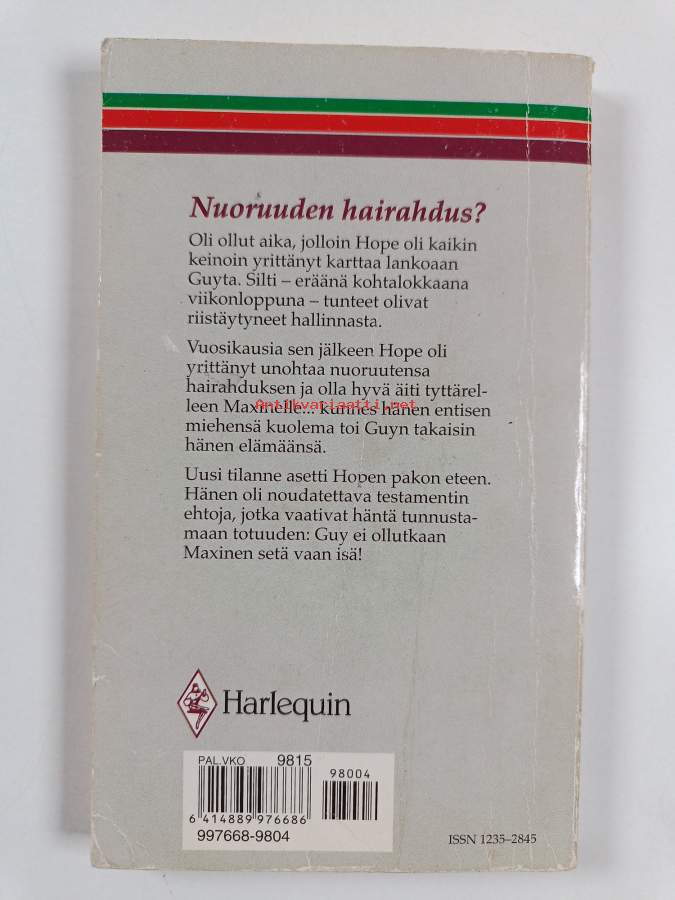 Nuoruuden hairahdus?
Oli ollut aika, jolloin Hope oli kaikin
keinoin yrittänyt karttaa lankoaan
Guyta. Silti – eräänä kohtalokkaana
viikonloppuna – tunteet olivat
riistäytyneet hallinnasta.
Vuosikausia sen jälkeen Hope oli
yrittänyt unohtaa nuoruutensa
hairahduksen ja olla hyvä äiti tyttärel-
leen Maxinelle... kunnes hänen entisen
Antikvariaatti.net
miehensä kuolema toi Guyn takaisin
hänen elämäänsä.
Uusi tilanne asetti Hopen pakon eteen.
Hänen oli noudatettava testamentin
ehtoja, jotka vaativat häntä tunnusta-
maan totuuden: Guy ei ollutkaan
Maxinen setä vaan isä!
Harlequin
PAL.VKO 9815
98004
6 414889 976686
997668-9804
ISSN 1235–2845